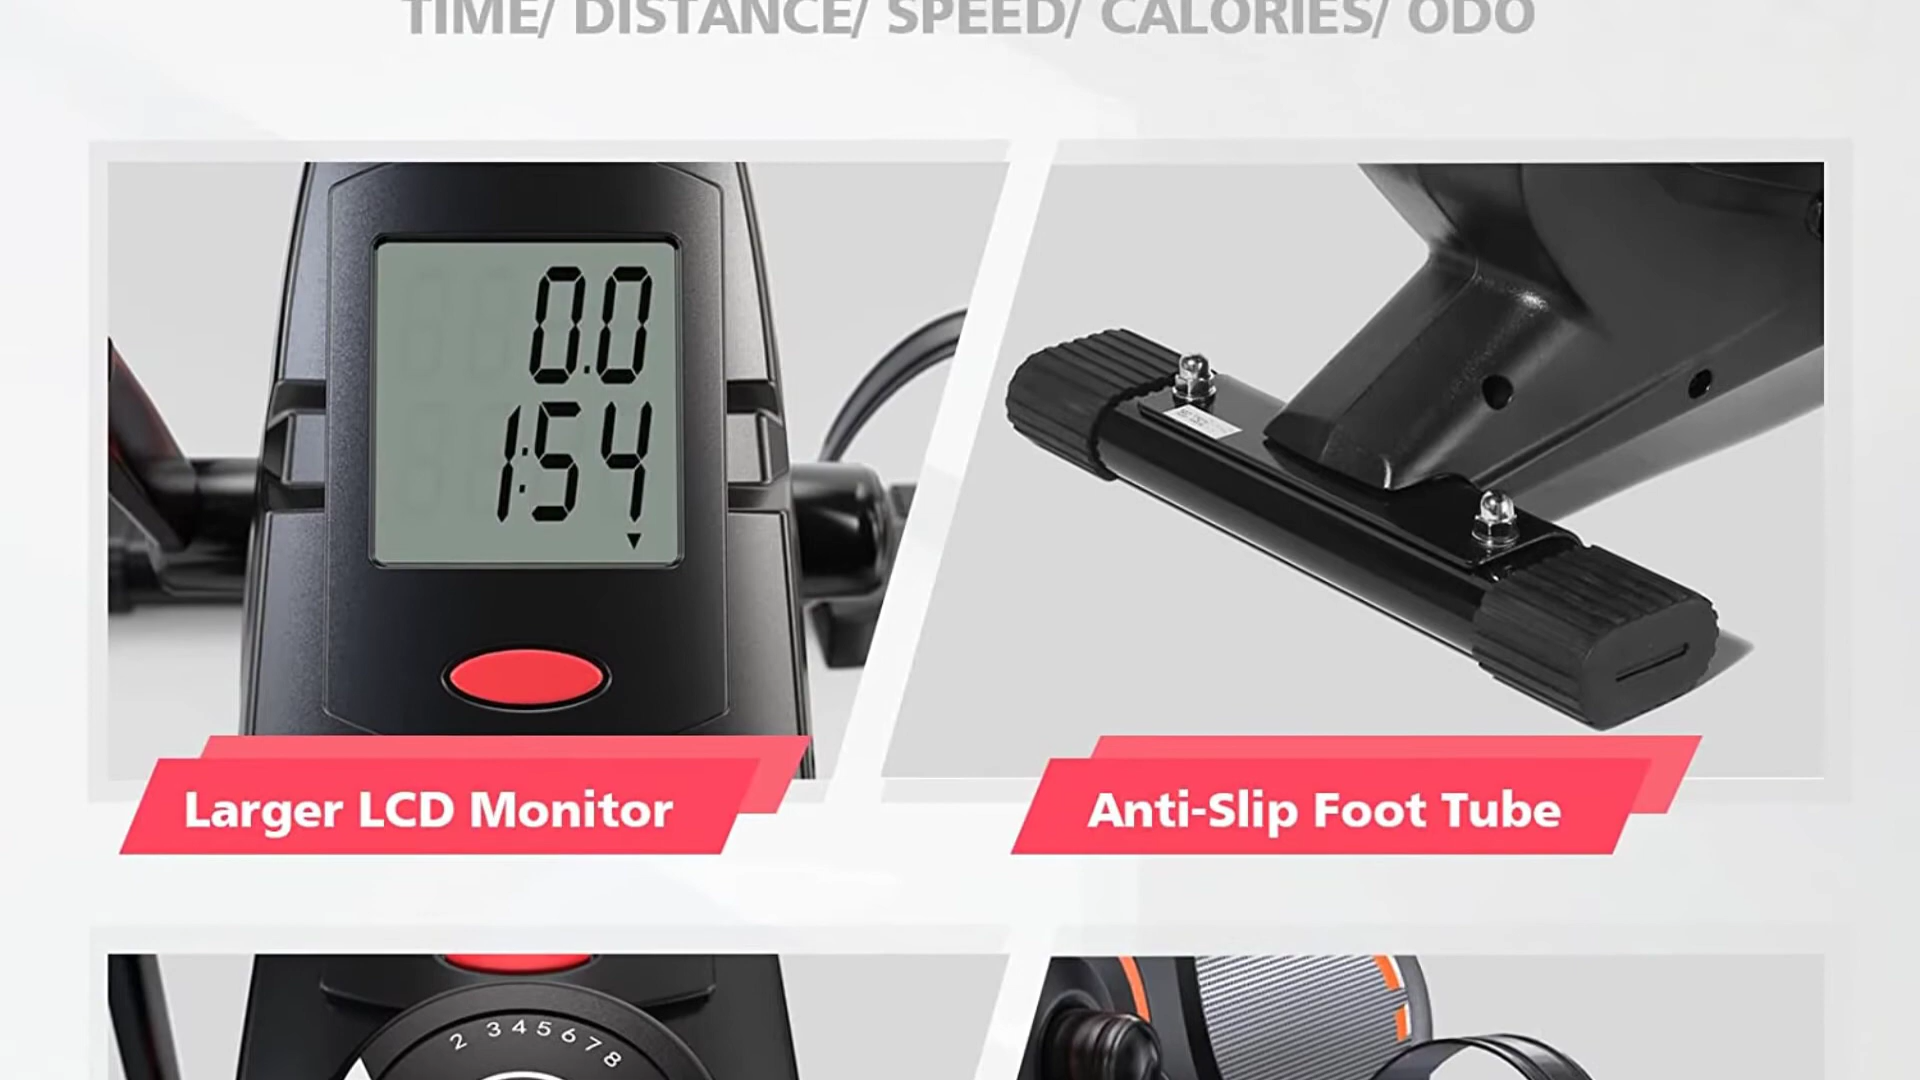 TIME/ DISTANCE/ SPEED/ CALORIES/ ODO
0.0
1:54
Larger LCD Monitor
Anti-Slip Foot Tube
2 3 4 5 6 7 8